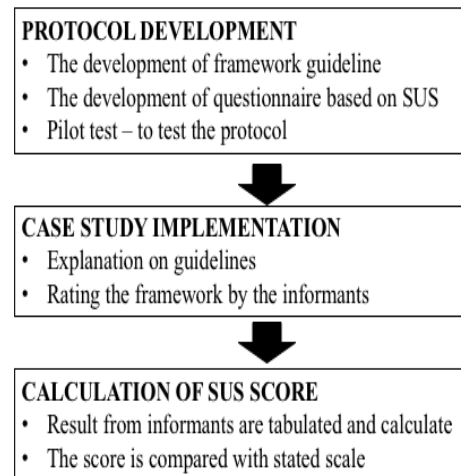 PROTOCOL DEVELOPMENT
• The development of framework guideline
• The development of questionnaire based on SUS
• Pilot test – to test the protocol
CASE STUDY IMPLEMENTATION
• Explanation on guidelines
• Rating the framework by the informants
CALCULATION OF SUS SCORE
• Result from informants are tabulated and calculate
• The score is compared with stated scale